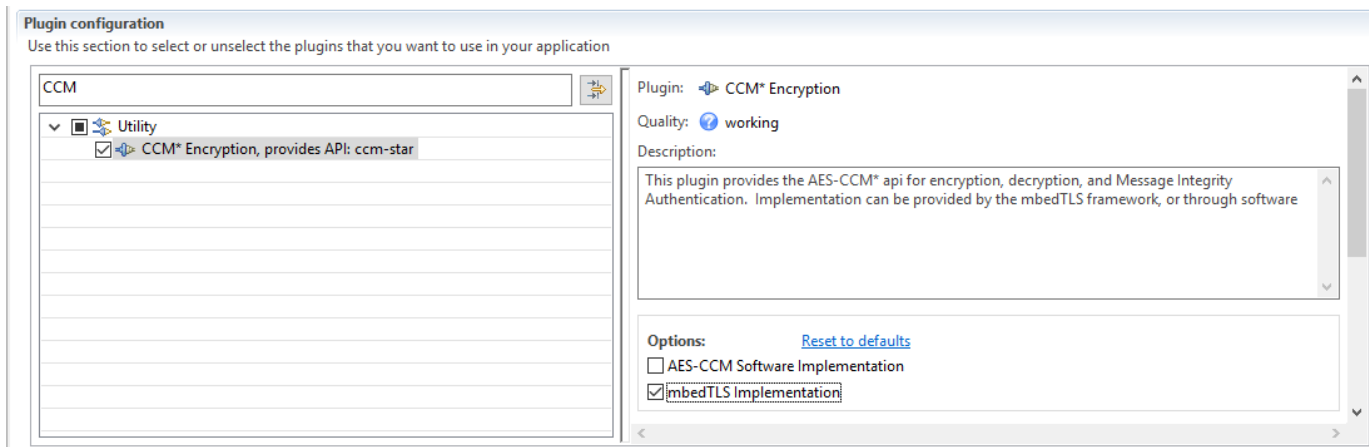 Plugin configuration
Use this section to select or unselect the plugins that you want to use in your application
CCM
Utility
CCM* Encryption, provides API: ccm-star
Plugin: CCM* Encryption
Quality: working
Description:
This plugin provides the AES-CCM* api for encryption, decryption, and Message Integrity
Authentication. Implementation can be provided by the mbedTLS framework, or through software
Options: Reset to defaults
AES-CCM Software Implementation
mbedTLS Implementation